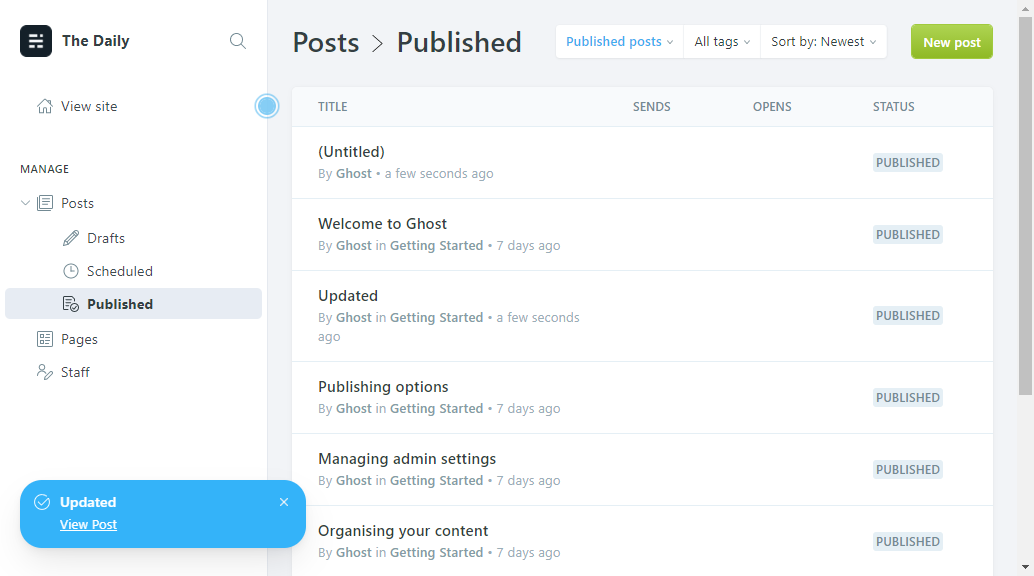 The Daily
View site
MANAGE
Posts
Drafts
Scheduled
Published
Pages
Staff
Updated
View Post
Posts > Published
Published posts
All tags
Sort by: Newest
New post
TITLE SENDS OPENS STATUS
(Untitled)
By Ghost • a few seconds ago
PUBLISHED
Welcome to Ghost
By Ghost in Getting Started • 7 days ago
PUBLISHED
Updated
By Ghost in Getting Started • a few seconds
ago
PUBLISHED
Publishing options
By Ghost in Getting Started • 7 days ago
PUBLISHED
Managing admin settings
By Ghost in Getting Started • 7 days ago
PUBLISHED
Organising your content
By Ghost in Getting Started • 7 days ago
PUBLISHED